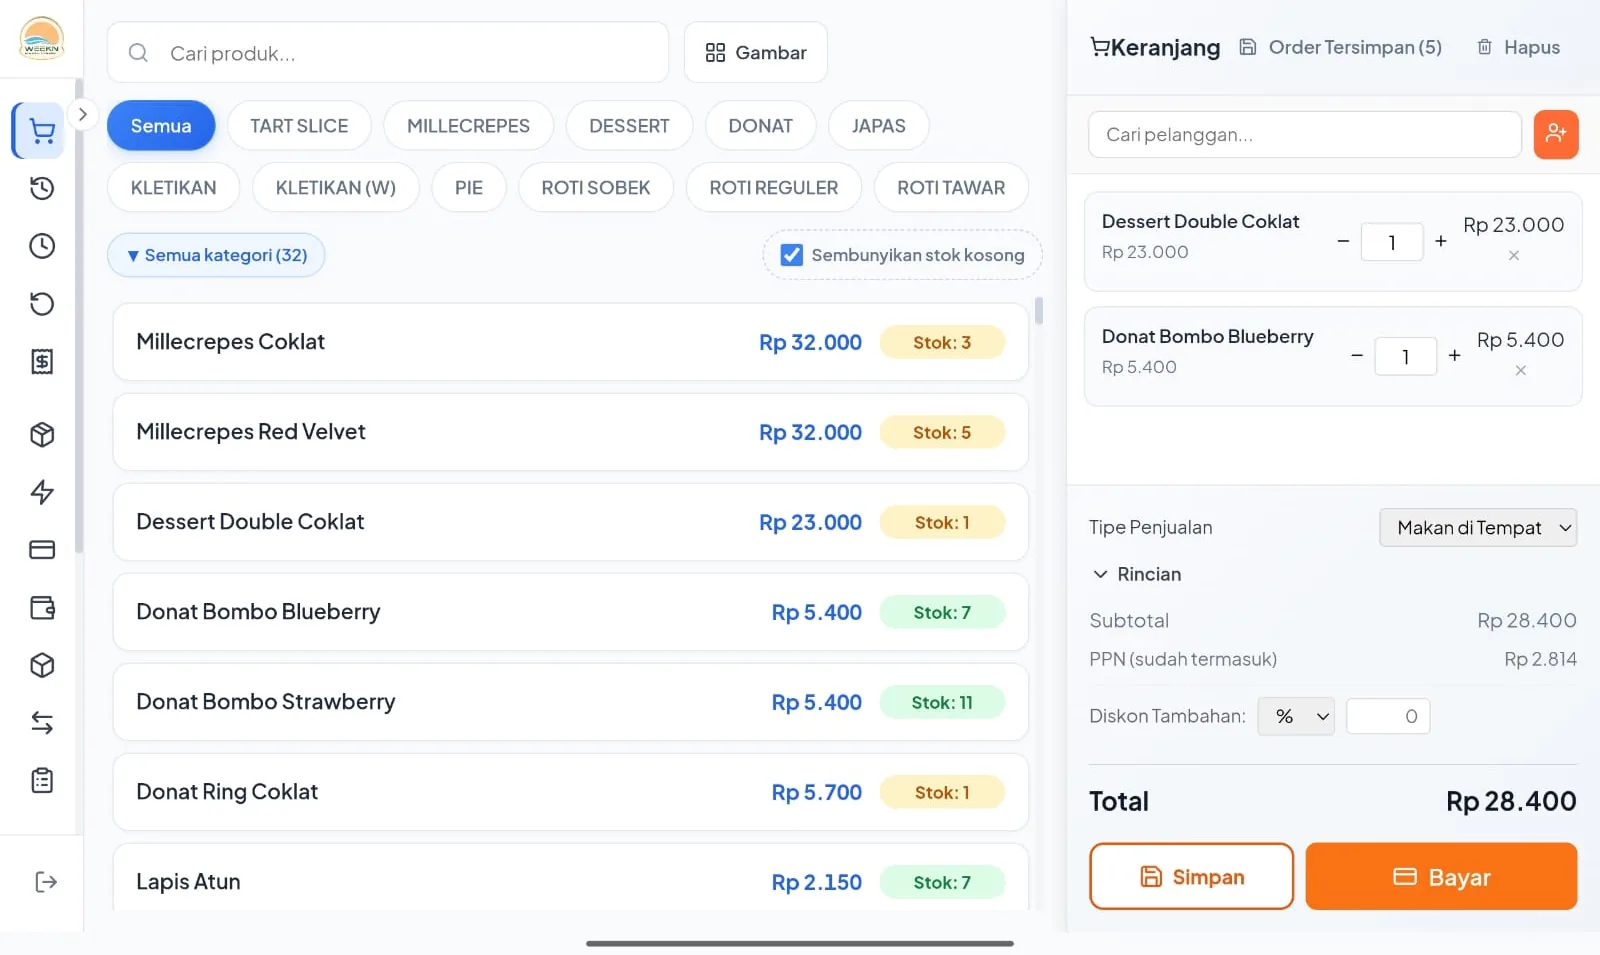 WEEKN
Cari produk...
Gambar
Semua
TART SLICE
MILLECREPES
DESSERT
DONAT
JAPAS
KLETIKAN
KLETIKAN (W)
PIE
ROTI SOBEK
ROTI REGULER
ROTI TAWAR
▼ Semua kategori (32)
Sembunyikan stok kosong
Millecrepes Coklat Rp 32.000 Stok: 3
Millecrepes Red Velvet Rp 32.000 Stok: 5
Dessert Double Coklat Rp 23.000 Stok: 1
Donat Bombo Blueberry Rp 5.400 Stok: 7
Donat Bombo Strawberry Rp 5.400 Stok: 11
Donat Ring Coklat Rp 5.700 Stok: 1
Lapis Atun Rp 2.150 Stok: 7
Keranjang
Order Tersimpan (5)
Hapus
Cari pelanggan...
Dessert Double Coklat
Rp 23.000
− 1 +
Rp 23.000
×
Donat Bombo Blueberry
Rp 5.400
− 1 +
Rp 5.400
×
Tipe Penjualan Makan di Tempat
Rincian
Subtotal Rp 28.400
PPN (sudah termasuk) Rp 2.814
Diskon Tambahan: % 0
Total Rp 28.400
Simpan
Bayar